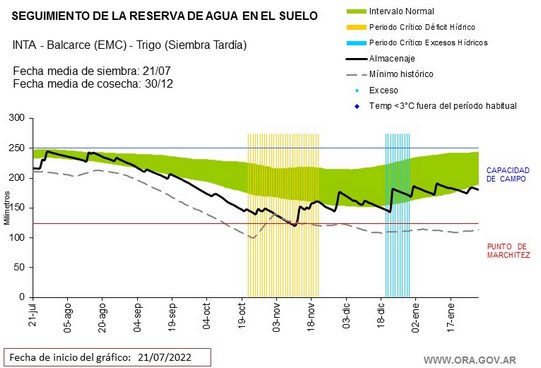 SEGUIMIENTO DE LA RESERVA DE AGUA EN EL SUELO
INTA - Balcarce (EMC) - Trigo (Siembra Tardía)
Fecha media de siembra: 21/07
Fecha media de cosecha: 30/12
Intervalo Normal
Periodo Crítico Déficit Hídrico
Periodo Crítico Excesos Hídricos
Almacenaje
Mínimo histórico
Exceso
Temp <3°C fuera del período habitual
Milímetros
300
250
200
150
100
50
0
CAPACIDAD
DE CAMPO
PUNTO DE
MARCHITEZ
21-jul
05-ago
20-ago
04-sep
19-sep
04-oct
19-oct
03-nov
18-nov
03-dic
18-dic
02-ene
17-ene
Fecha de inicio del gráfico: 21/07/2022
WWW.ORA.GOV.AR